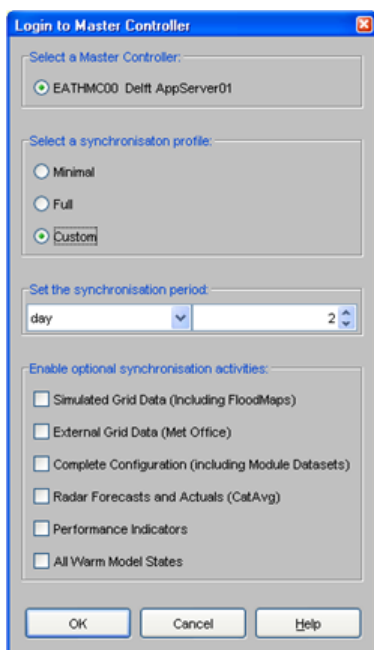 Login to Master Controller
Select a Master Controller:
EATHMC00 Delft AppServer01
Select a synchronisaton profile:
Minimal
Full
Custom
Set the synchronisation period:
day 2
Enable optional synchronisation activities:
Simulated Grid Data (Including FloodMaps)
External Grid Data (Met Office)
Complete Configuration (including Module Datasets)
Radar Forecasts and Actuals (CatAvg)
Performance Indicators
All Warm Model States
OK Cancel Help